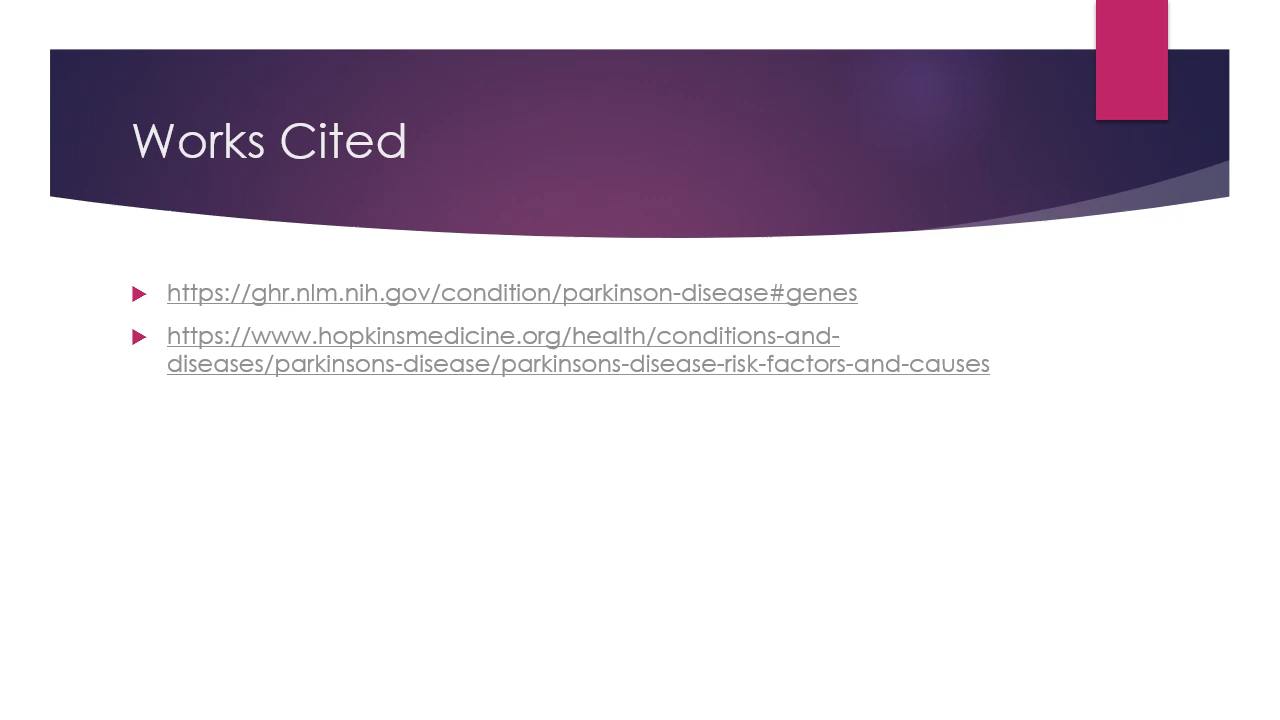 Works Cited
https://ghr.nlm.nih.gov/condition/parkinson-disease#genes
https://www.hopkinsmedicine.org/health/conditions-and-
diseases/parkinsons-disease/parkinsons-disease-risk-factors-and-causes